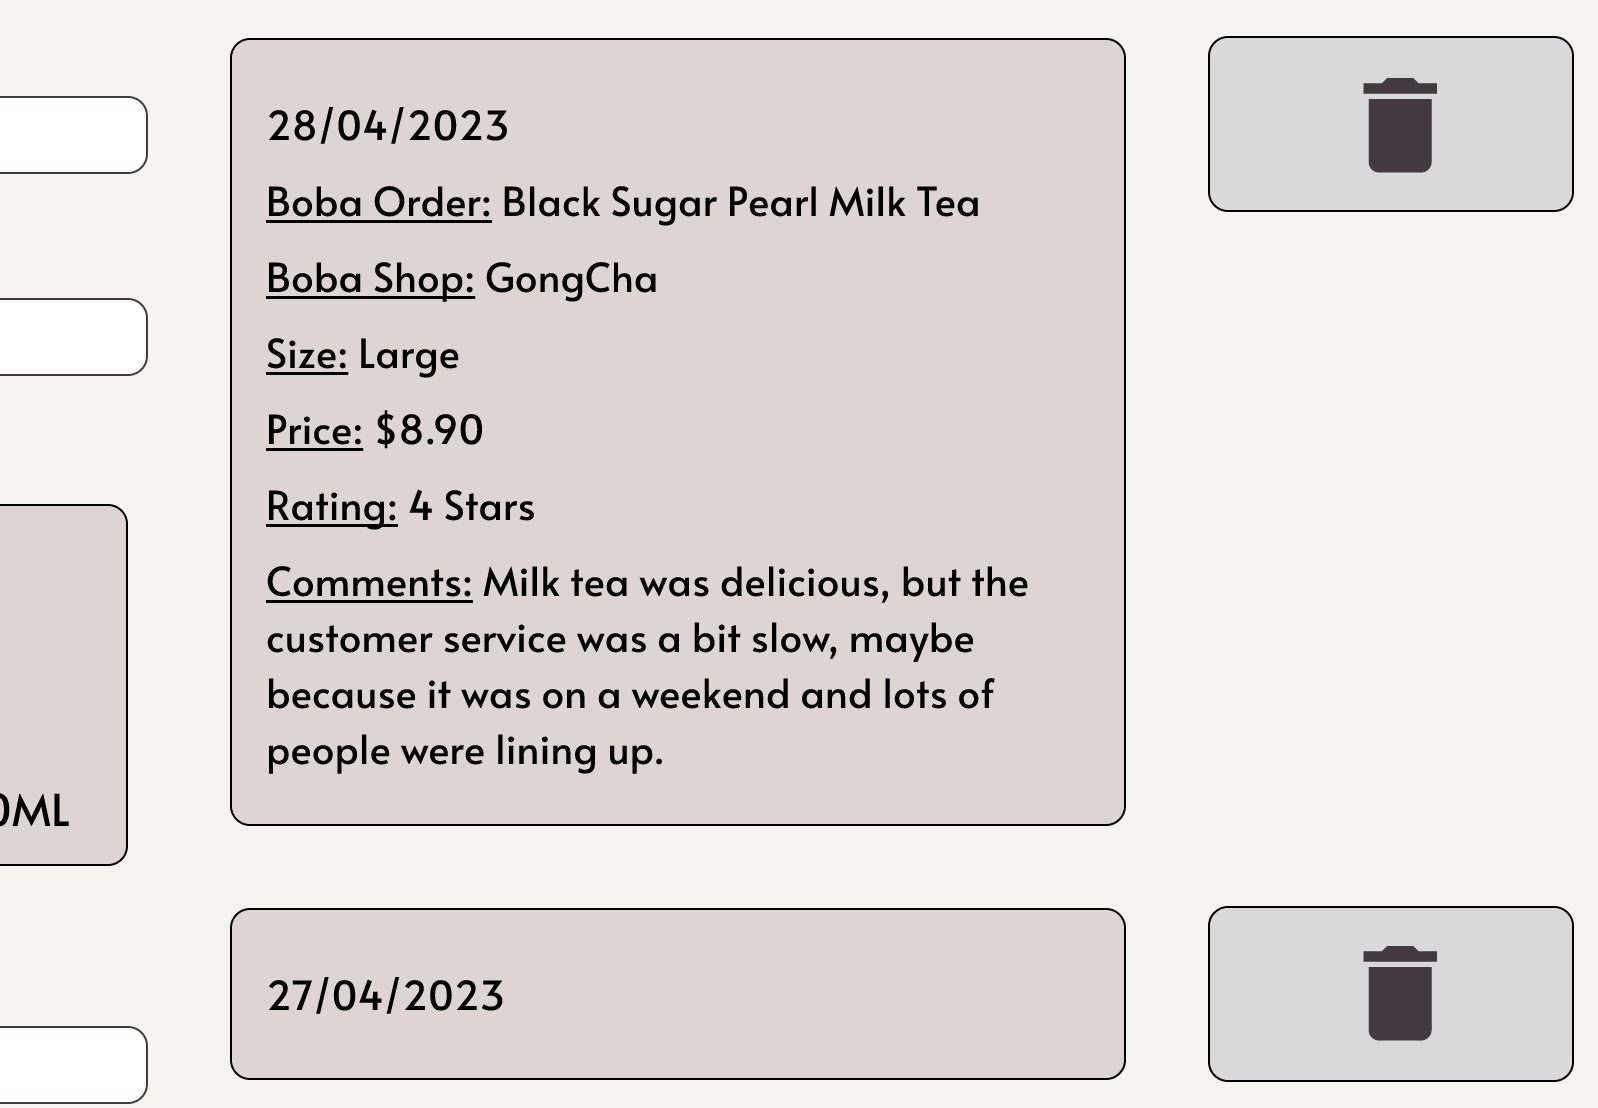 28/04/2023
Boba Order: Black Sugar Pearl Milk Tea
Boba Shop: GongCha
Size: Large
Price: $8.90
Rating: 4 Stars
Comments: Milk tea was delicious, but the
customer service was a bit slow, maybe
because it was on a weekend and lots of
people were lining up.
0ML
27/04/2023